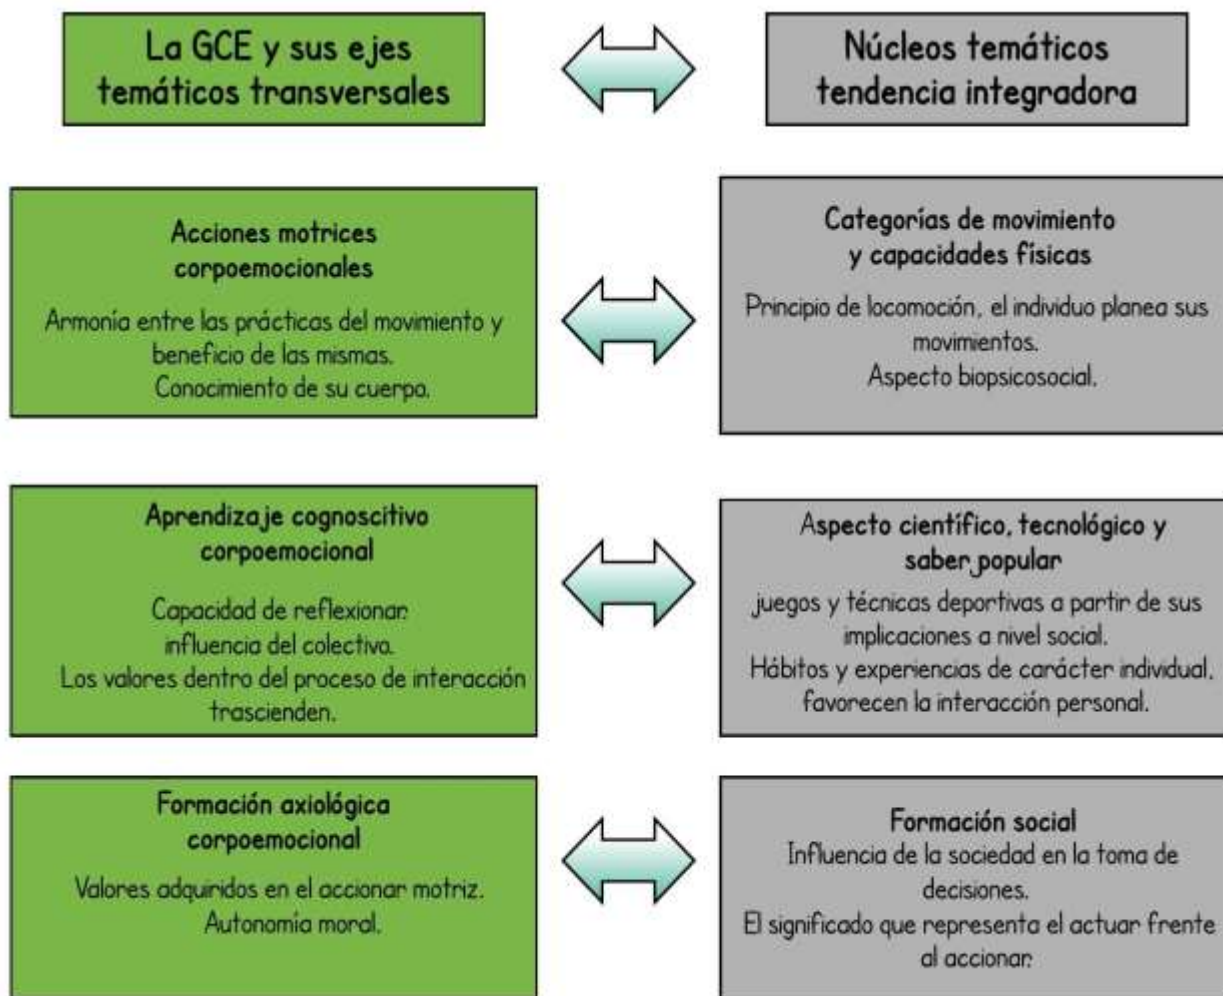 La GCE y sus ejes
temáticos transversales
Núcleos temáticos
tendencia integradora
Acciones motrices
corpoemocionales
Armonía entre las prácticas del movimiento y
beneficio de las mismas.
Conocimiento de su cuerpo.
Categorías de movimiento
y capacidades físicas
Principio de locomoción, el individuo planea sus
movimientos.
Aspecto biopsicosocial.
Aprendizaje cognoscitivo
corpoemocional
Capacidad de reflexionar.
influencia del colectivo.
Los valores dentro del proceso de interacción
trascienden.
Aspecto científico, tecnológico y
saber popular
juegos y técnicas deportivas a partir de sus
implicaciones a nivel social.
Hábitos y experiencias de carácter individual,
favorecen la interacción personal.
Formación axiológica
corpoemocional
Valores adquiridos en el accionar motriz.
Autonomía moral.
Formación social
Influencia de la sociedad en la toma de
decisiones.
El significado que representa el actuar frente
al accionar.